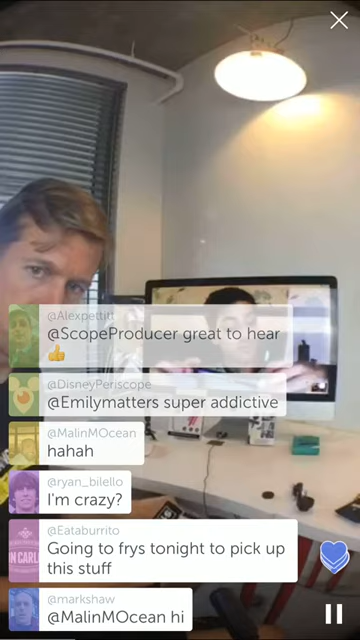 @Alexpettitt
@ScopeProducer great to hear
👍
@DisneyPeriscope
@Emilymatters super addictive
@MalinMOcean
hahah
@ryan_bilello
I'm crazy?
@Eataburrito
Going to frys tonight to pick up
this stuff
@markshaw
@MalinMOcean hi